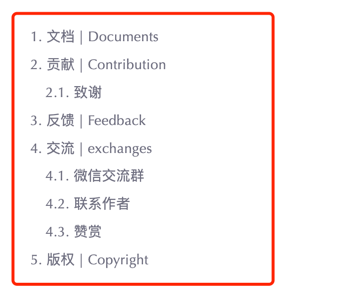 1. 文档 | Documents
2. 贡献 | Contribution
2.1. 致谢
3. 反馈 | Feedback
4. 交流 | exchanges
4.1. 微信交流群
4.2. 联系作者
4.3. 赞赏
5. 版权 | Copyright